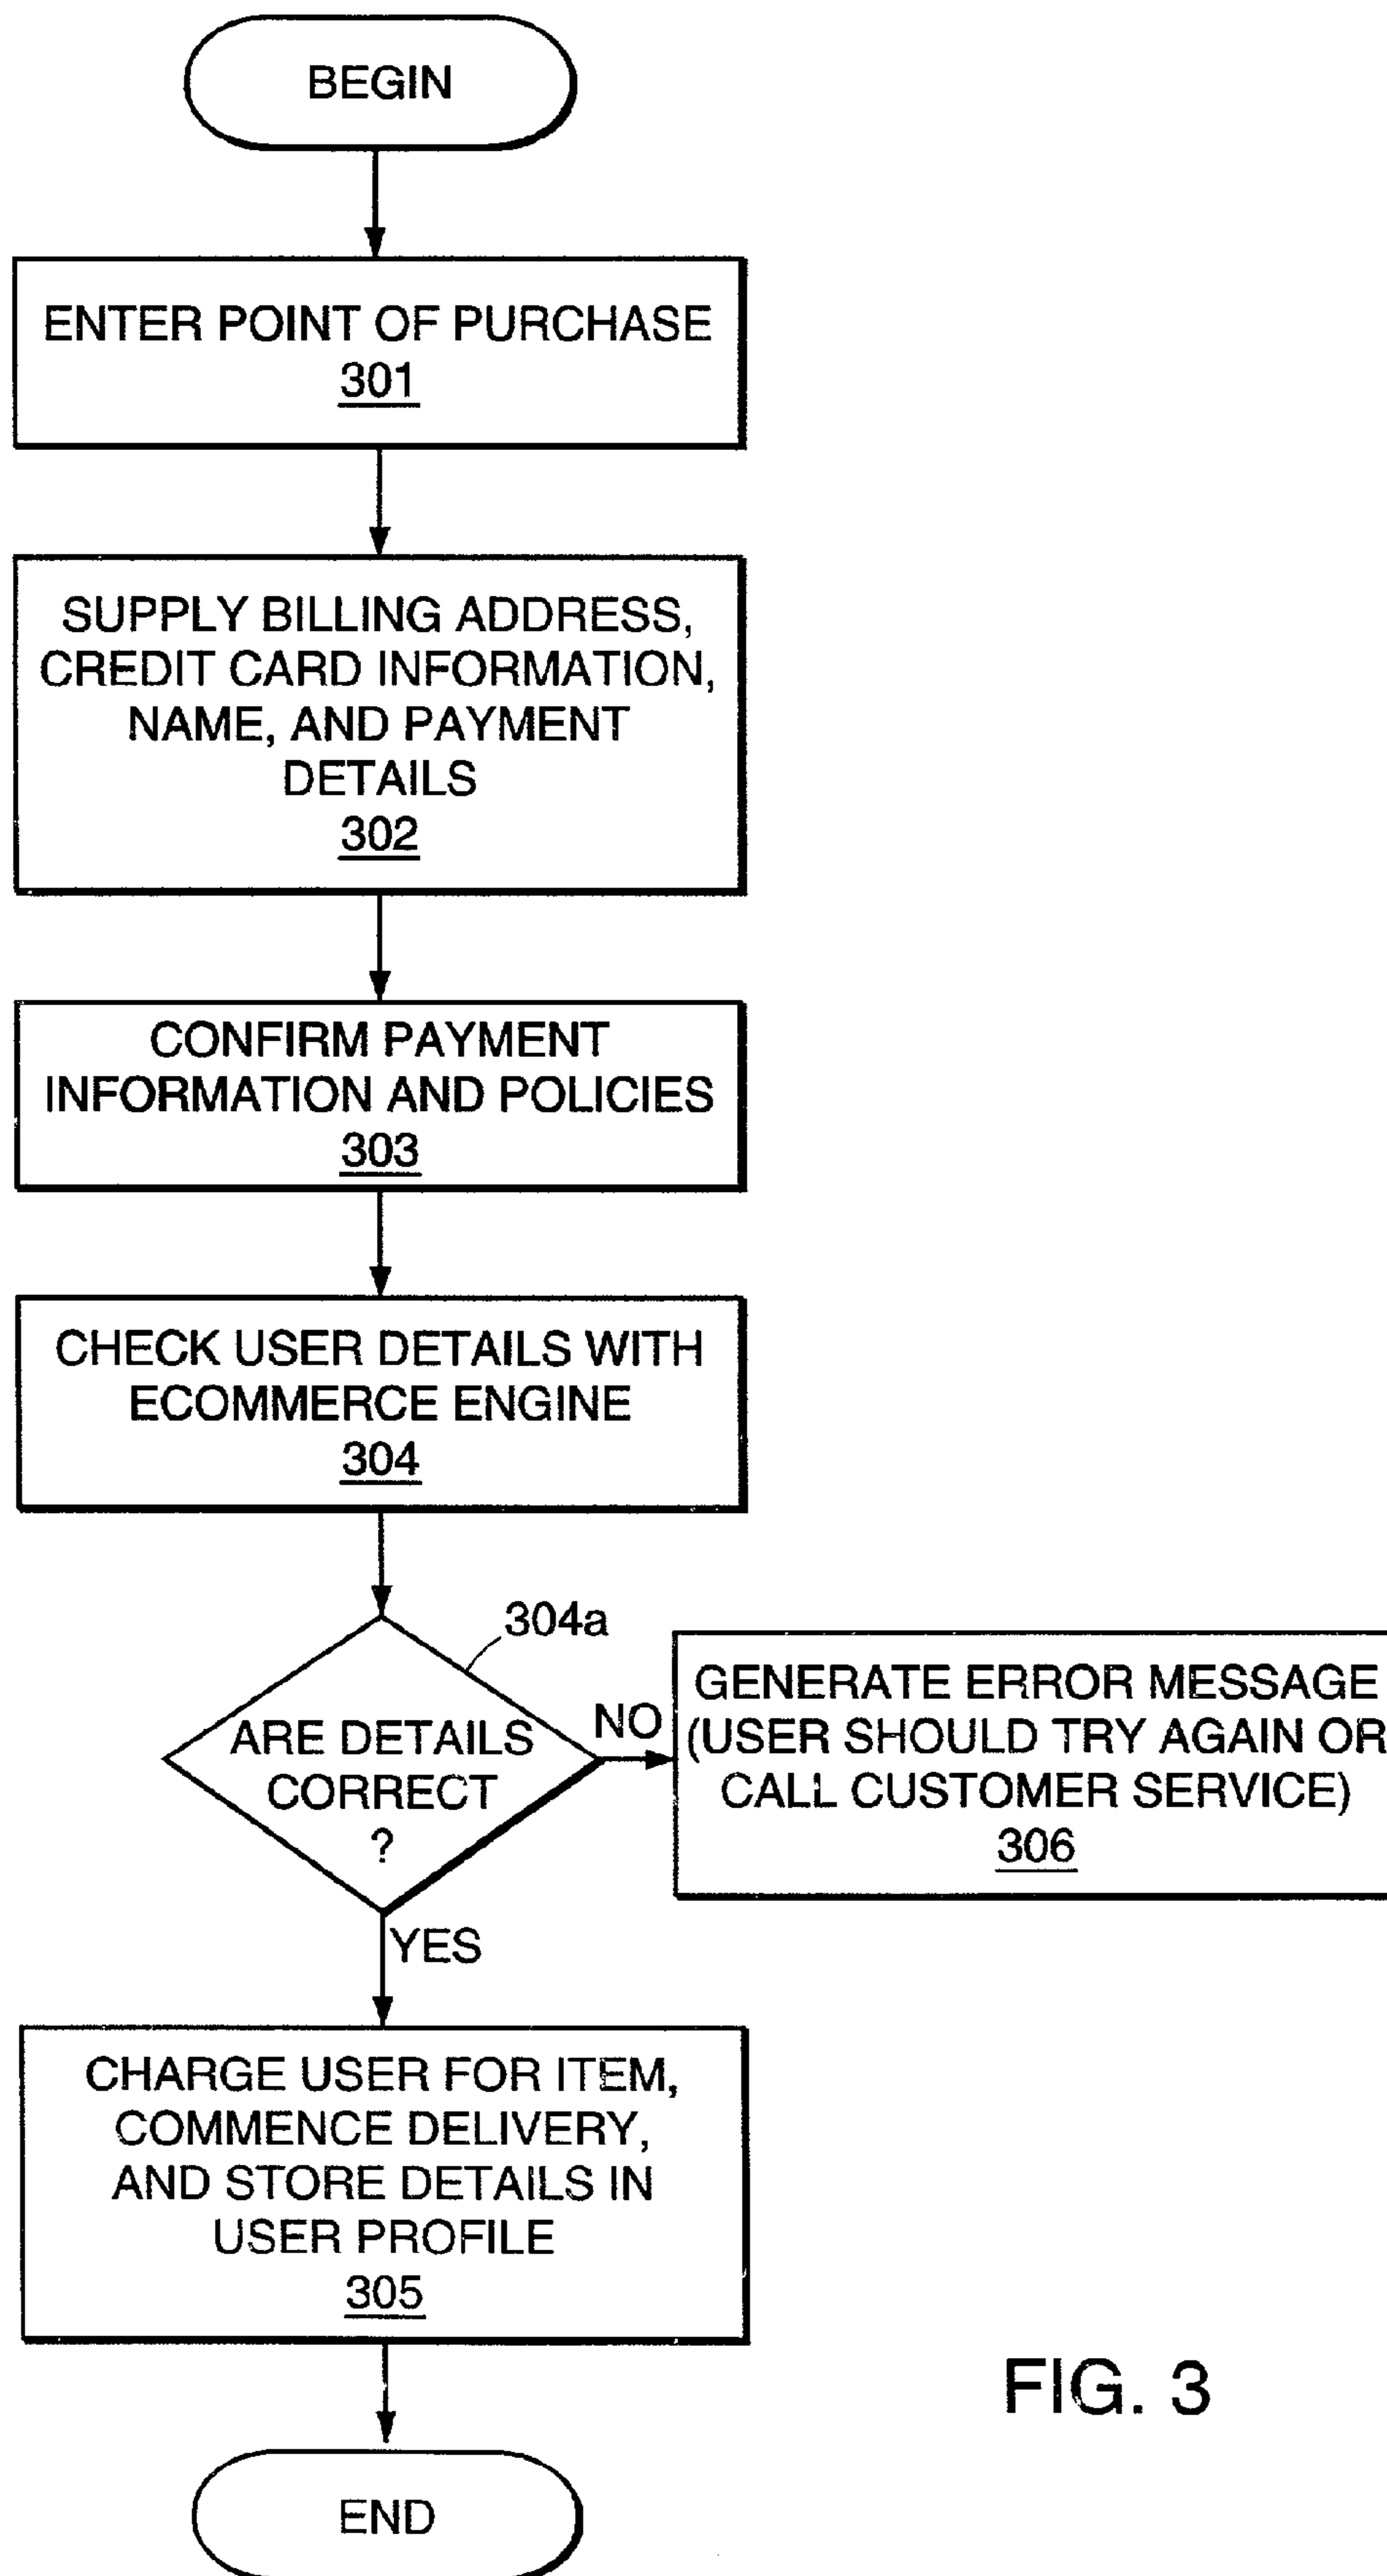 BEGIN
ENTER POINT OF PURCHASE
301
SUPPLY BILLING ADDRESS,
CREDIT CARD INFORMATION,
NAME, AND PAYMENT
DETAILS
302
CONFIRM PAYMENT
INFORMATION AND POLICIES
303
CHECK USER DETAILS WITH
ECOMMERCE ENGINE
304
304a
ARE DETAILS
CORRECT
?
NO
GENERATE ERROR MESSAGE
(USER SHOULD TRY AGAIN OR
CALL CUSTOMER SERVICE)
306
YES
CHARGE USER FOR ITEM,
COMMENCE DELIVERY,
AND STORE DETAILS IN
USER PROFILE
305
END
FIG. 3